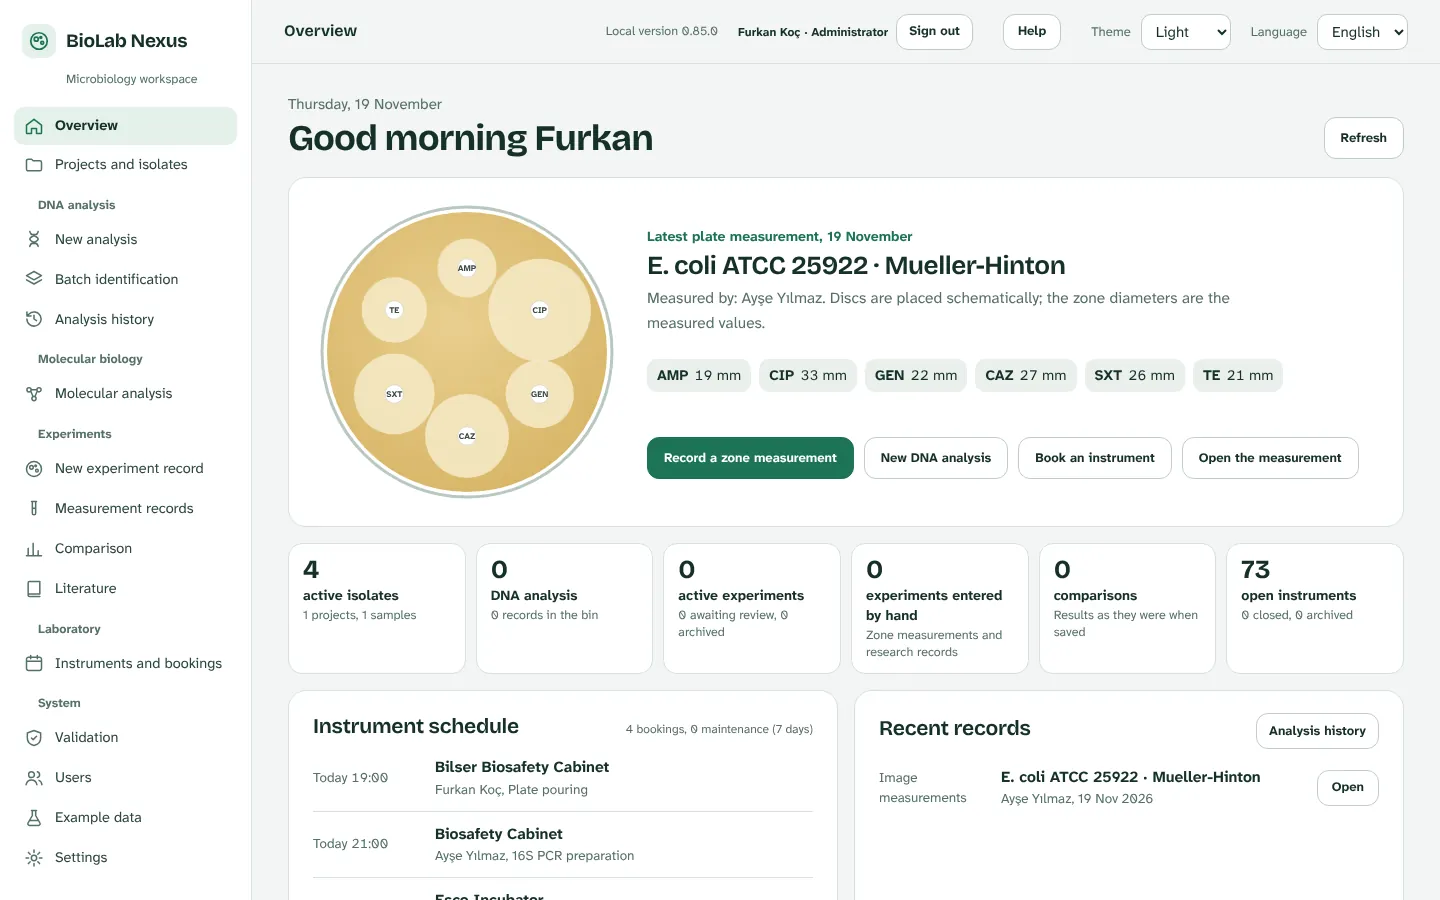 BioLab Nexus
Microbiology workspace
Overview
Projects and isolates
DNA analysis
New analysis
Batch identification
Analysis history
Molecular biology
Molecular analysis
Experiments
New experiment record
Measurement records
Comparison
Literature
Laboratory
Instruments and bookings
System
Validation
Users
Example data
Settings
Overview
Local version 0.85.0
Furkan Koç · Administrator
Sign out
Help
Theme
Light
Language
English
Thursday, 19 November
Good morning Furkan
Refresh
AMP
TE
CIP
SXT
GEN
CAZ
Latest plate measurement, 19 November
E. coli ATCC 25922 · Mueller-Hinton
Measured by: Ayşe Yılmaz. Discs are placed schematically; the zone diameters are the
measured values.
AMP 19 mm
CIP 33 mm
GEN 22 mm
CAZ 27 mm
SXT 26 mm
TE 21 mm
Record a zone measurement
New DNA analysis
Book an instrument
Open the measurement
4
active isolates
1 projects, 1 samples
0
DNA analysis
0 records in the bin
0
active experiments
0 awaiting review, 0
archived
0
experiments entered
by hand
Zone measurements and
research records
0
comparisons
Results as they were when
saved
73
open instruments
0 closed, 0 archived
Instrument schedule
4 bookings, 0 maintenance (7 days)
Today 19:00
Bilser Biosafety Cabinet
Furkan Koç, Plate pouring
Today 21:00
Biosafety Cabinet
Ayşe Yılmaz, 16S PCR preparation
Esco Incubator
Recent records
Analysis history
Image
measurements
E. coli ATCC 25922 · Mueller-Hinton
Ayşe Yılmaz, 19 Nov 2026
Open